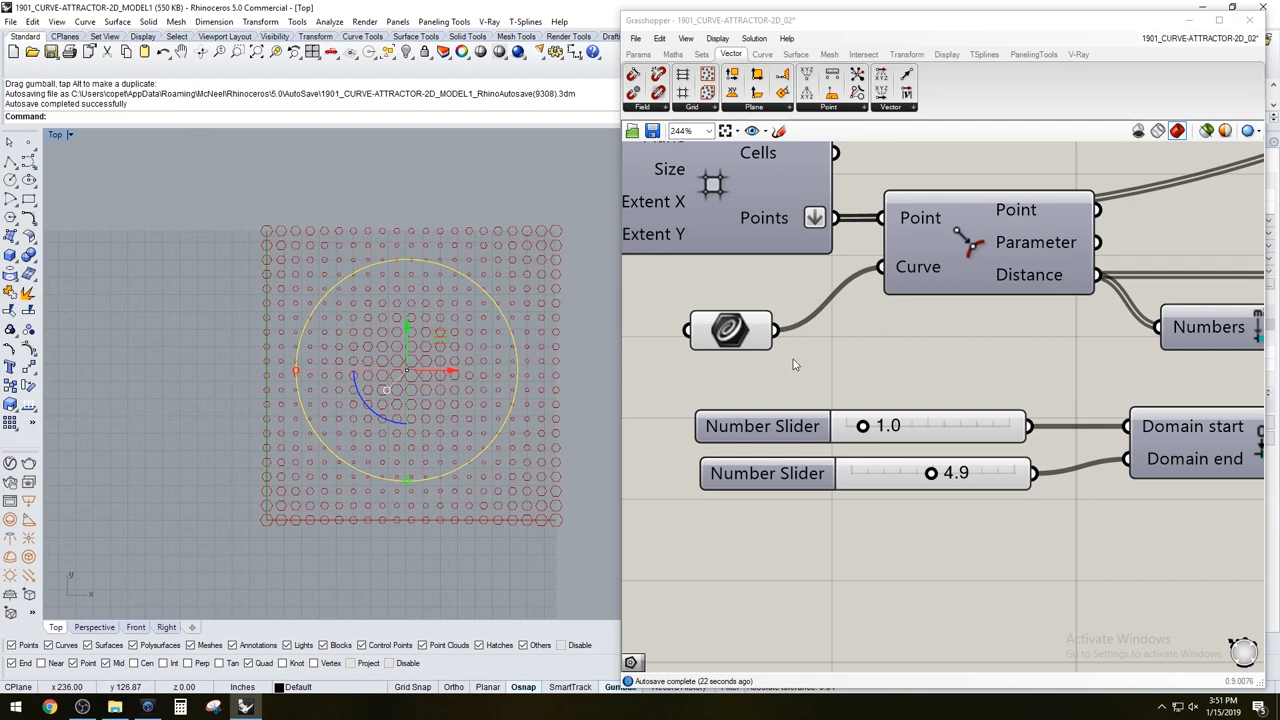 1901_CURVE-ATTRACTOR-2D_MODEL1 (550 KB) - Rhinoceros 5.0 Commercial - [Top]
File Edit View Curve Surface Solid Mesh Dimension Transform Tools Analyze Render Panels Paneling Tools V-Ray T-Splines
Standard CPlanes Set View Display Select Viewport Layout Visibility Transform Curve Tools Surface Tools Solid Tools Mesh Tools Render Tools
Drag gumball, tap Alt to make a duplicate:
Autosaving file as C:\Users\copet\AppData\Roaming\McNeel\Rhinoceros\5.0\AutoSave\1901_CURVE-ATTRACTOR-2D_MODEL1_RhinoAutosave(9308).3dm
Autosave completed successfully
Command:
Top
y
x
Top Perspective Front Right
Points Curves Surfaces Polysurfaces Meshes Annotations Lights Blocks Control Points Point Clouds Hatches Others Disable
End Near Point Mid Cen Int Perp Tan Quad Knot Vertex Project Disable
CPlane x 236.00 y 126.87 z 0.00 Inches Default Grid Snap Ortho Planar Osnap SmartTrack Gumball
Grasshopper - 1901_CURVE-ATTRACTOR-2D_02*
File Edit View Display Solution Help
1901_CURVE-ATTRACTOR-2D_02*
Params Maths Sets Vector Curve Surface Mesh Intersect Transform Display TSplines PanelingTools V-Ray
Field Grid Plane Point Vector
244%
Cells
Size
Extent X
Points
Extent Y
Point
Curve
Point
Parameter
Distance
Numbers
Number Slider 1.0
Number Slider 4.9
Domain start
Domain end
Activate Windows
Go to Settings to activate Windows.
Autosave complete (22 seconds ago)
0.9.0076
3:51 PM
1/15/2019